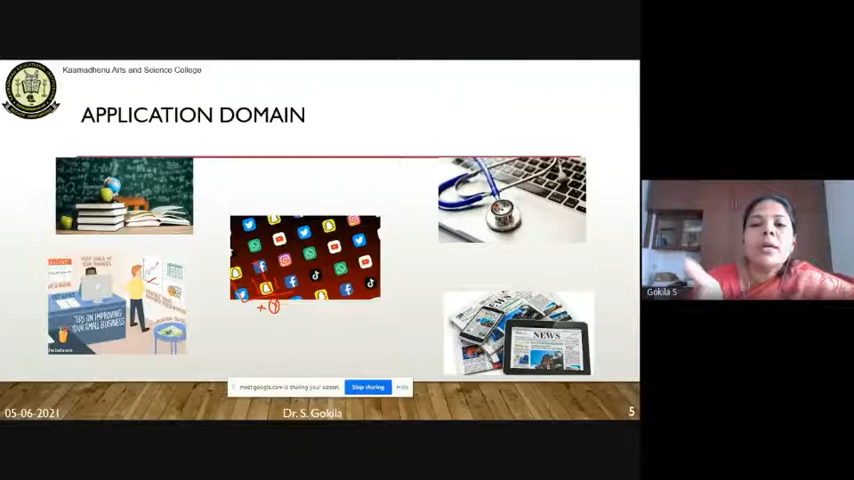 Kaamadhenu Arts and Science College
APPLICATION DOMAIN
TIPS ON IMPROVING
YOUR SMALL BUSINESS
NEWS
NEWS
meet.google.com is sharing your screen.
Stop sharing
Hide
05-06-2021
Dr. S. Gokila
5
Gokila S